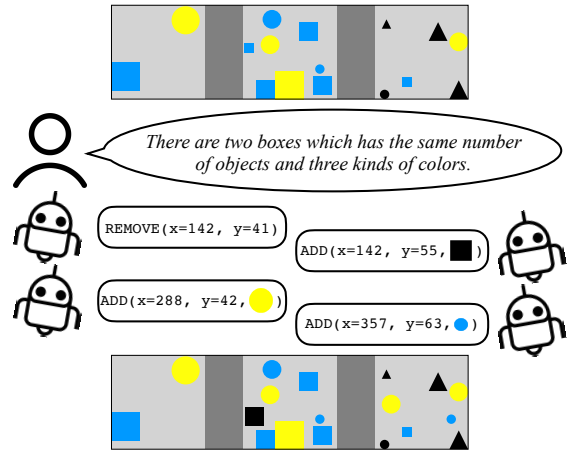 There are two boxes which has the same number
of objects and three kinds of colors.
REMOVE(x=142, y=41)
ADD(x=142, y=55, )
ADD(x=288, y=42, )
ADD(x=357, y=63, )